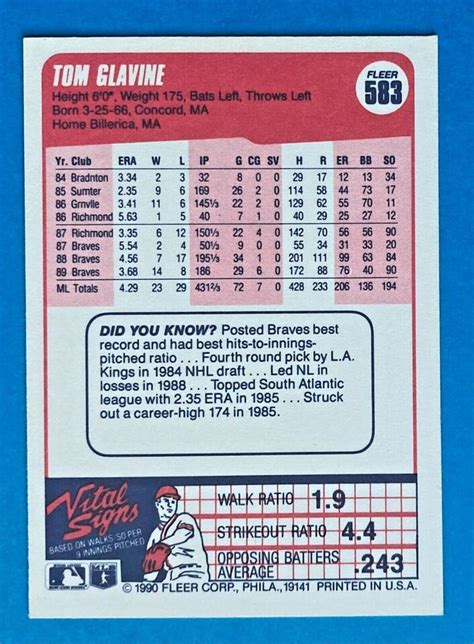 TOM GLAVINE
FLEER
583
Height 6'0", Weight 175, Bats Left, Throws Left
Born 3-25-66, Concord, MA
Home Billerica, MA
Yr. Club ERA W L IP G CG SV H R ER BB SO
84 Bradnton 3.34 2 3 32 8 0 0 29 17 12 13 34
85 Sumter 2.35 9 6 169 26 2 0 114 58 44 73 174
86 Grnvlle 3.41 11 6 145⅓ 22 2 0 129 62 55 70 114
86 Richmond 5.63 1 5 40 7 1 0 40 29 25 27 12
87 Richmond 3.35 6 12 150⅓ 22 4 0 142 70 56 56 90
87 Braves 5.54 2 4 50⅓ 9 0 0 55 34 31 33 20
88 Braves 4.56 7 17 195⅓ 34 1 0 201 111 99 63 84
89 Braves 3.68 14 8 186 29 6 0 172 88 76 40 90
ML Totals 4.29 23 29 431⅔ 72 7 0 428 233 206 136 194
DID YOU KNOW? Posted Braves best
record and had best hits-to-innings-
pitched ratio . . . Fourth round pick by L.A.
Kings in 1984 NHL draft . . . Led NL in
losses in 1988 . . . Topped South Atlantic
league with 2.35 ERA in 1985 . . . Struck
out a career-high 174 in 1985.
Vital
Signs
BASED ON WALKS, SO PER
9 INNINGS PITCHED
WALK RATIO 1.9
STRIKEOUT RATIO 4.4
OPPOSING BATTERS
AVERAGE .243
© 1990 FLEER CORP., PHILA., 19141 PRINTED IN U.S.A.